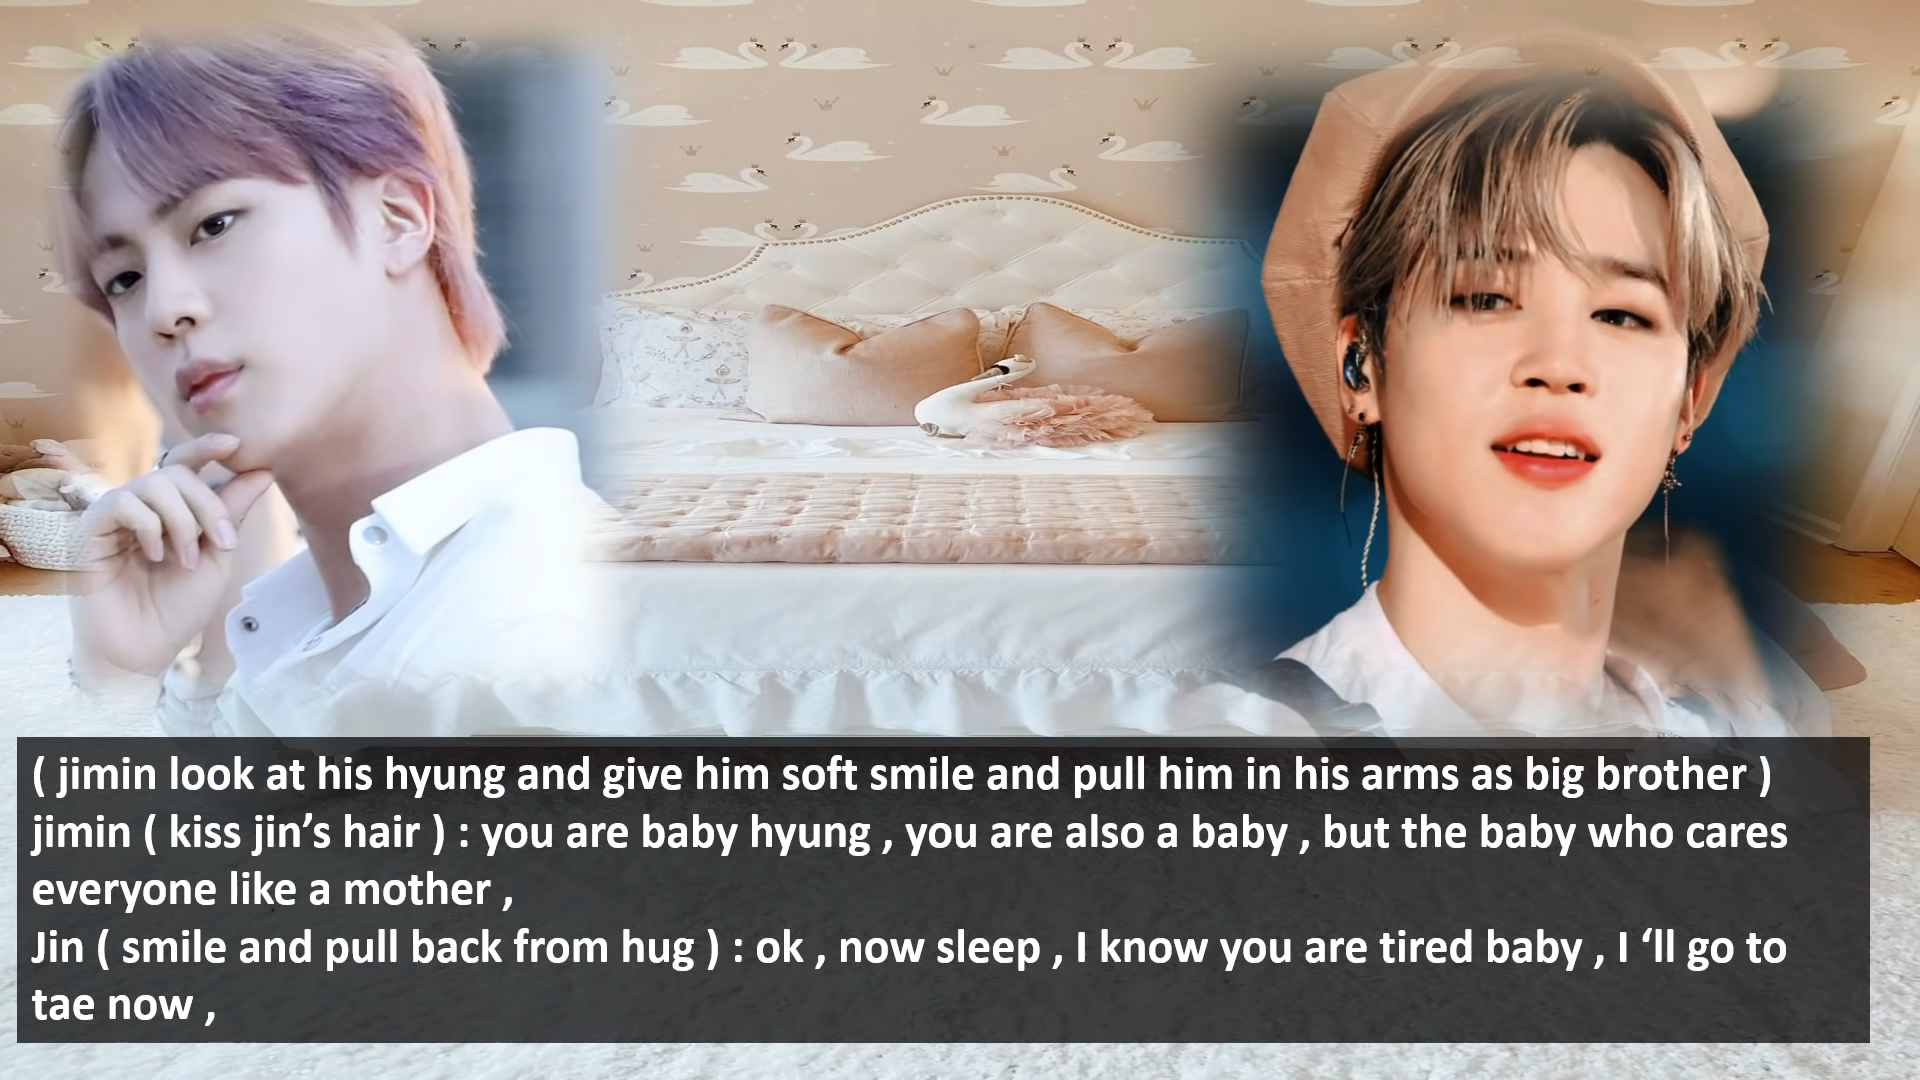 ( jimin look at his hyung and give him soft smile and pull him in his arms as big brother )
jimin ( kiss jin’s hair ) : you are baby hyung , you are also a baby , but the baby who cares
everyone like a mother ,
Jin ( smile and pull back from hug ) : ok , now sleep , I know you are tired baby , I ‘ll go to
tae now ,